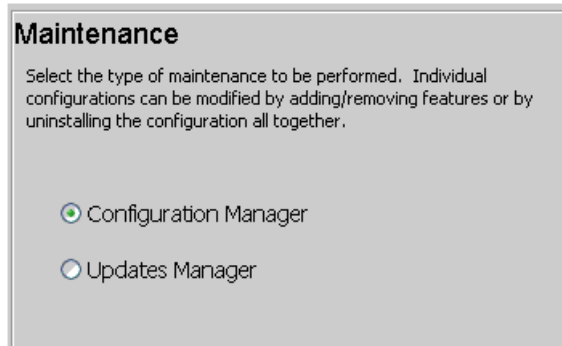 Maintenance
Select the type of maintenance to be performed.  Individual
configurations can be modified by adding/removing features or by
uninstalling the configuration all together.
Configuration Manager
Updates Manager